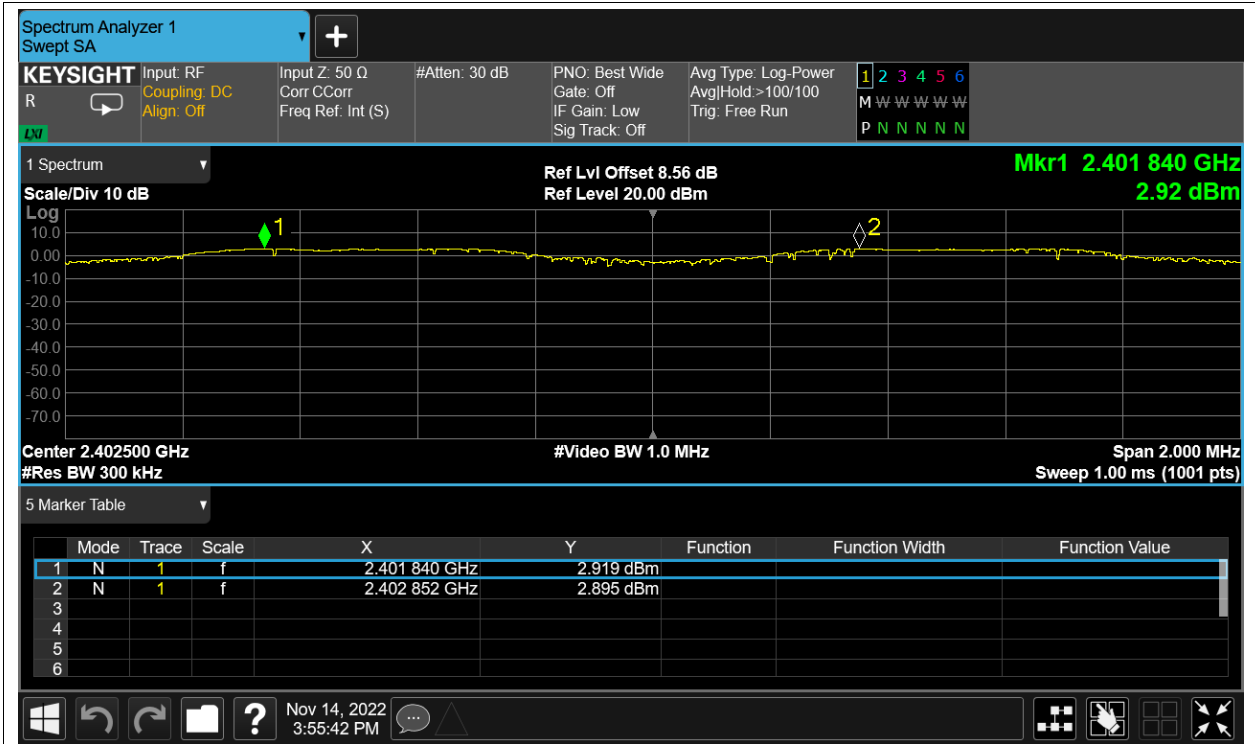 Spectrum Analyzer 1
Swept SA
KEYSIGHT Input: RF Input Z: 50 Ω #Atten: 30 dB PNO: Best Wide Avg Type: Log-Power 1 2 3 4 5 6
R Coupling: DC Corr CCorr Gate: Off Avg|Hold:>100/100 M W W W W W
Align: Off Freq Ref: Int (S) IF Gain: Low Trig: Free Run
LXI Sig Track: Off P N N N N N
1 Spectrum Ref Lvl Offset 8.56 dB Mkr1 2.401 840 GHz
Scale/Div 10 dB Ref Level 20.00 dBm 2.92 dBm
Log
10.0
0.00
-10.0
-20.0
-30.0
-40.0
-50.0
-60.0
-70.0
1 2
Center 2.402500 GHz #Video BW 1.0 MHz Span 2.000 MHz
#Res BW 300 kHz Sweep 1.00 ms (1001 pts)
5 Marker Table
Mode Trace Scale X Y Function Function Width Function Value
1 N 1 f 2.401 840 GHz 2.919 dBm
2 N 1 f 2.402 852 GHz 2.895 dBm
3
4
5
6
? Nov 14, 2022
3:55:42 PM